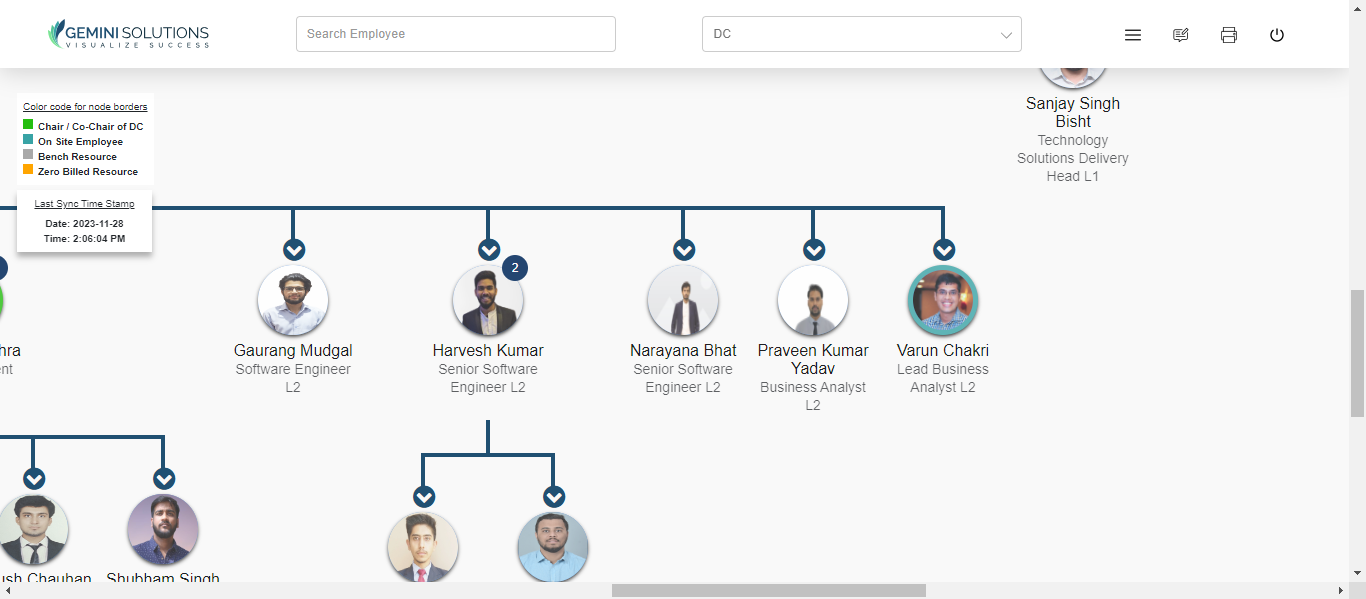 GEMINI SOLUTIONS
VISUALIZE SUCCESS
Search Employee
DC
Sanjay Singh
Bisht
Technology
Solutions Delivery
Head L1
Color code for node borders
Chair / Co-Chair of DC
On Site Employee
Bench Resource
Zero Billed Resource
Last Sync Time Stamp
Date: 2023-11-28
Time: 2:06:04 PM
2
hra
nt
Gaurang Mudgal
Software Engineer
L2
Harvesh Kumar
Senior Software
Engineer L2
Narayana Bhat
Senior Software
Engineer L2
Praveen Kumar
Yadav
Business Analyst
L2
Varun Chakri
Lead Business
Analyst L2
ush Chauhan
Shubham Singh